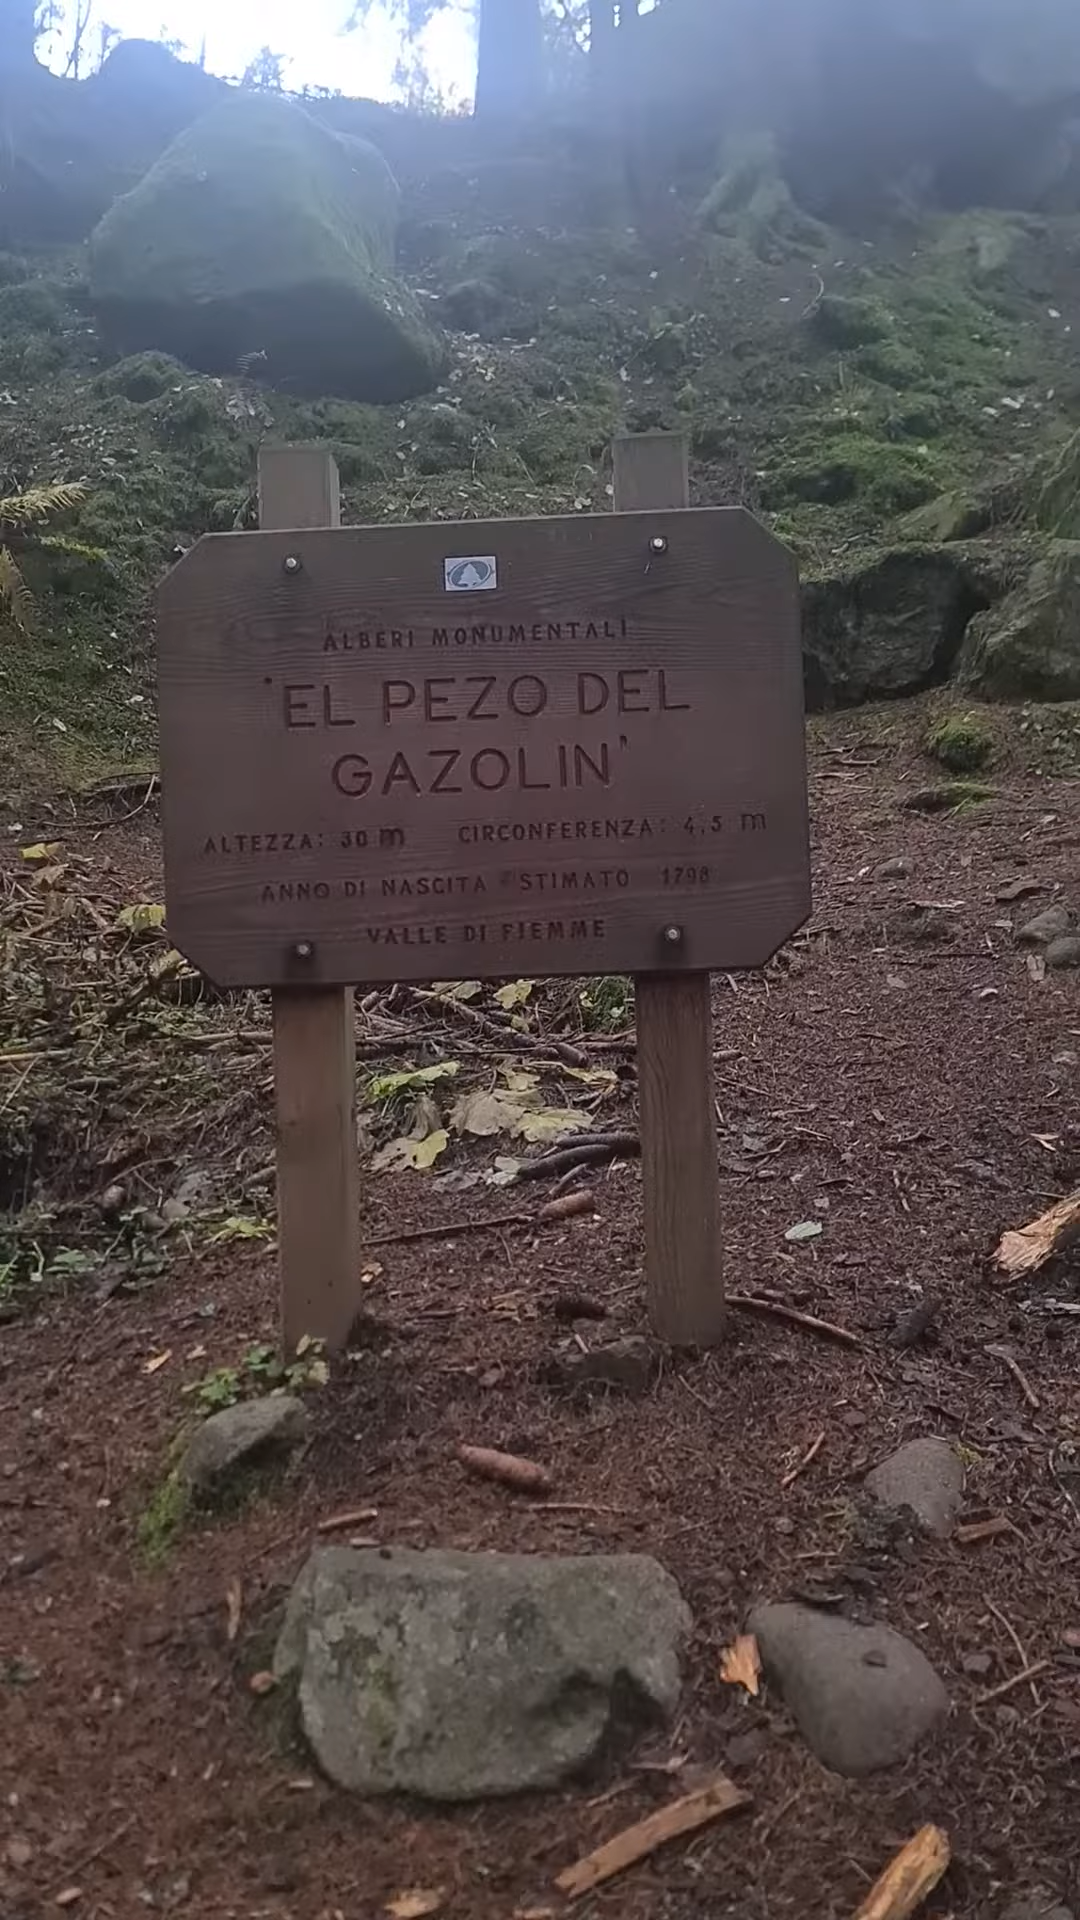 ALBERI MONUMENTALI
'EL PEZO DEL
GAZOLIN'
ALTEZZA: 30 m CIRCONFERENZA: 4,5 m
ANNO DI NASCITA STIMATO 1798
VALLE DI FIEMME